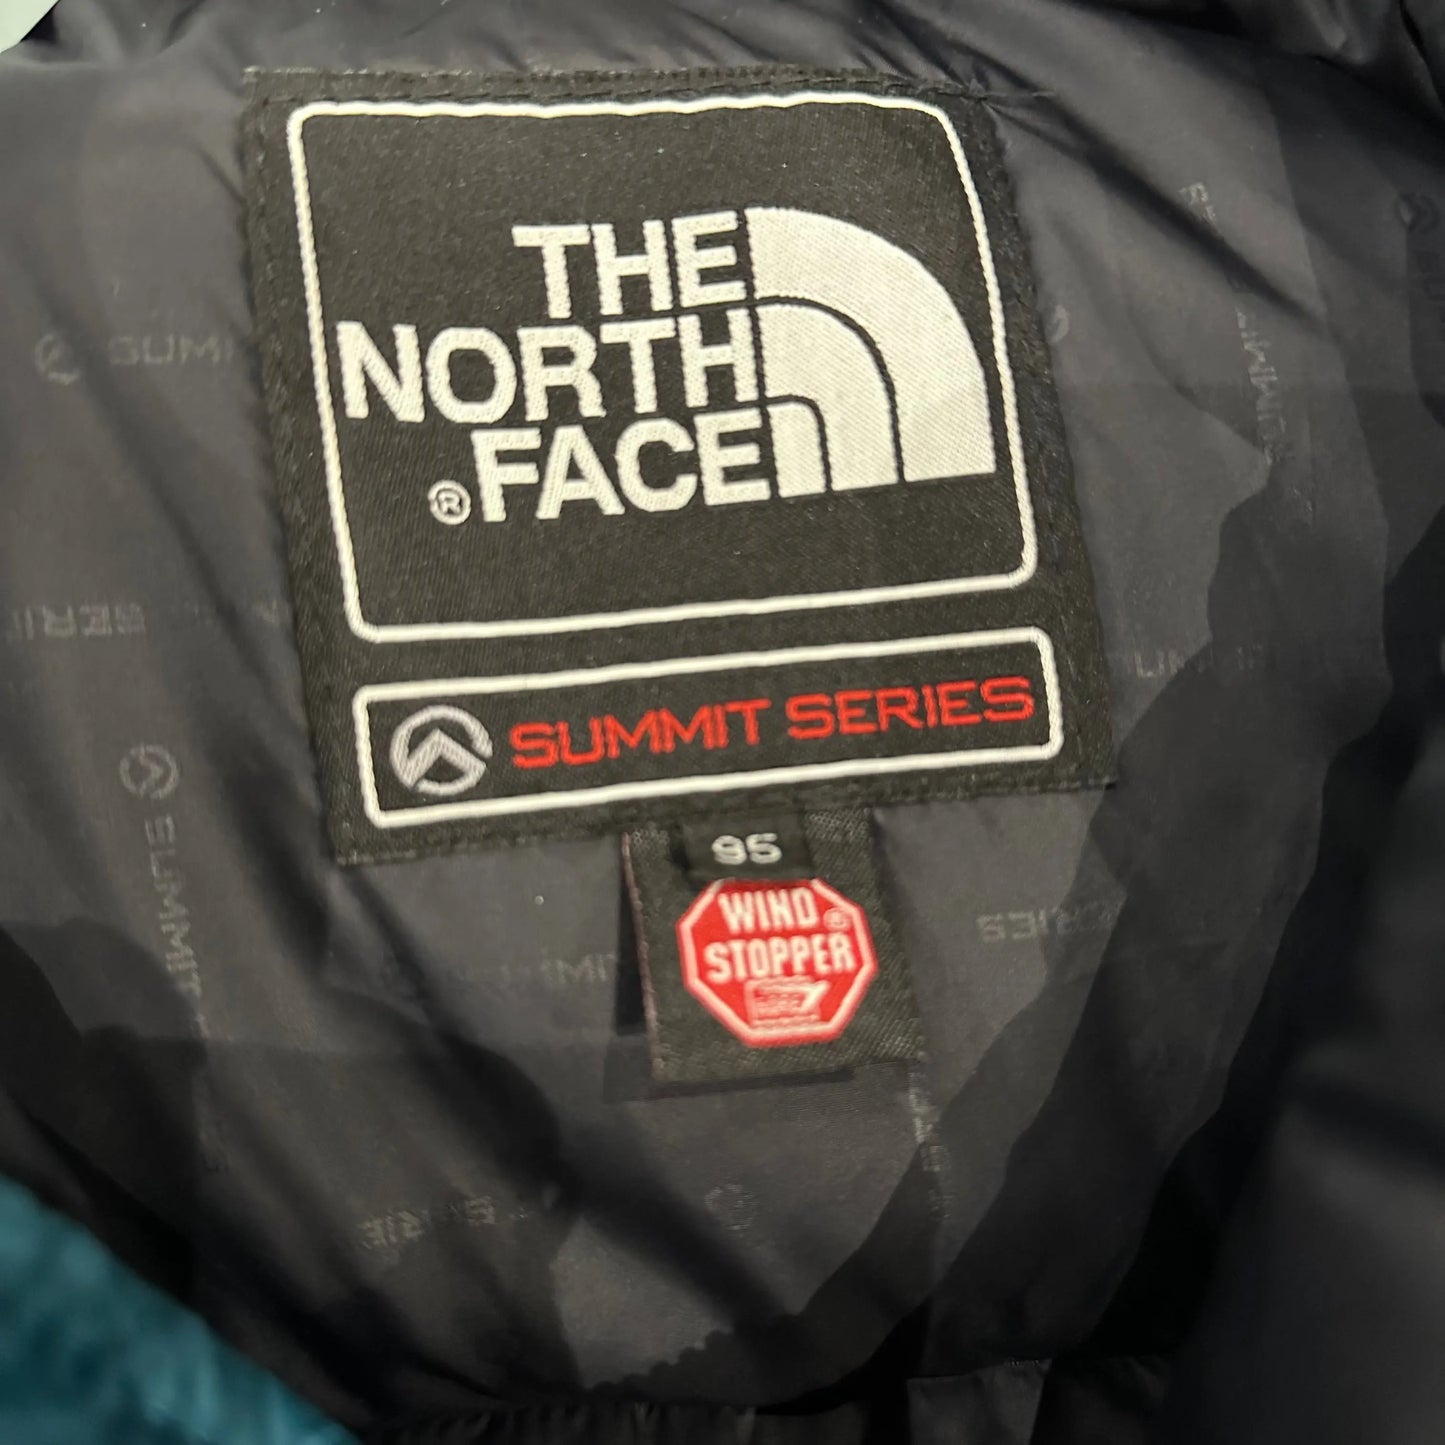 THE
NORTH
® FACE
SUMMIT SERIES
95
WIND
STOPPER®